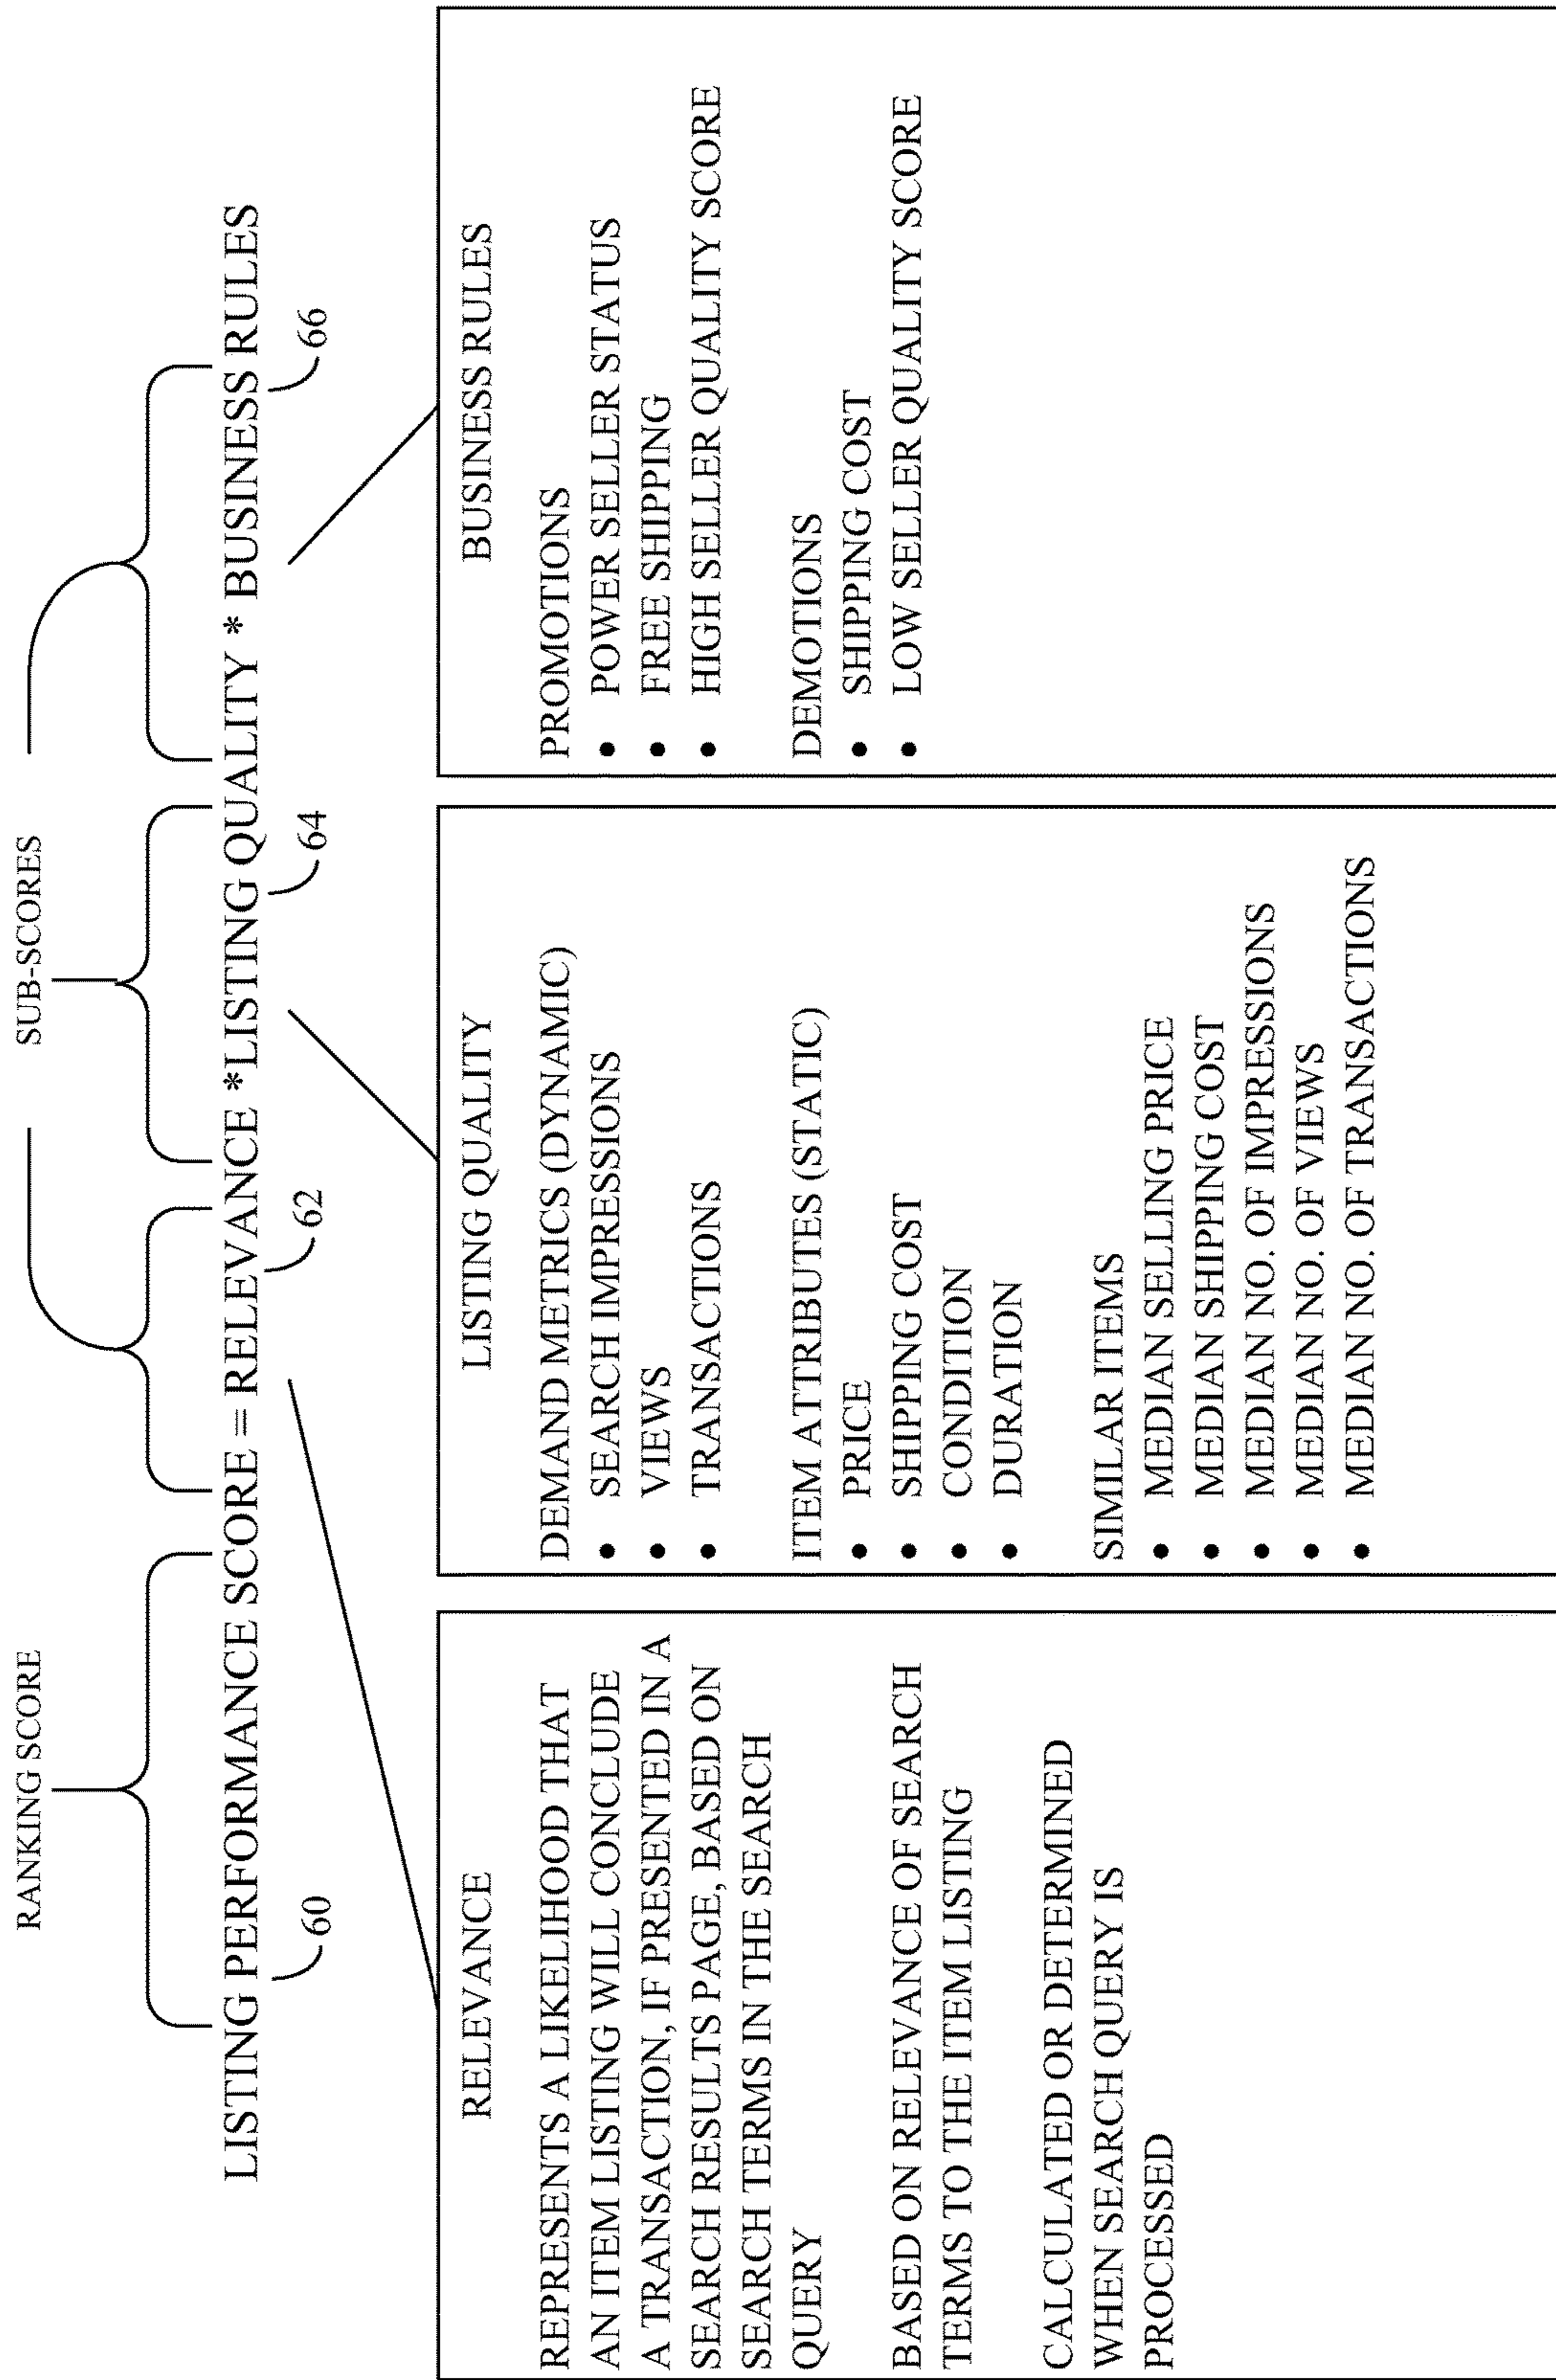 RANKING SCORE
SUB-SCORES
LISTING PERFORMANCE SCORE = RELEVANCE *LISTING QUALITY * BUSINESS RULES
60
62
64
66
RELEVANCE
REPRESENTS A LIKELIHOOD THAT
AN ITEM LISTING WILL CONCLUDE
A TRANSACTION, IF PRESENTED IN A
SEARCH RESULTS PAGE, BASED ON
SEARCH TERMS IN THE SEARCH
QUERY
BASED ON RELEVANCE OF SEARCH
TERMS TO THE ITEM LISTING
CALCULATED OR DETERMINED
WHEN SEARCH QUERY IS
PROCESSED
LISTING QUALITY
DEMAND METRICS (DYNAMIC)
• SEARCH IMPRESSIONS
• VIEWS
• TRANSACTIONS
ITEM ATTRIBUTES (STATIC)
• PRICE
• SHIPPING COST
• CONDITION
• DURATION
SIMILAR ITEMS
• MEDIAN SELLING PRICE
• MEDIAN SHIPPING COST
• MEDIAN NO. OF IMPRESSIONS
• MEDIAN NO. OF VIEWS
• MEDIAN NO. OF TRANSACTIONS
BUSINESS RULES
PROMOTIONS
• POWER SELLER STATUS
• FREE SHIPPING
• HIGH SELLER QUALITY SCORE
DEMOTIONS
• SHIPPING COST
• LOW SELLER QUALITY SCORE